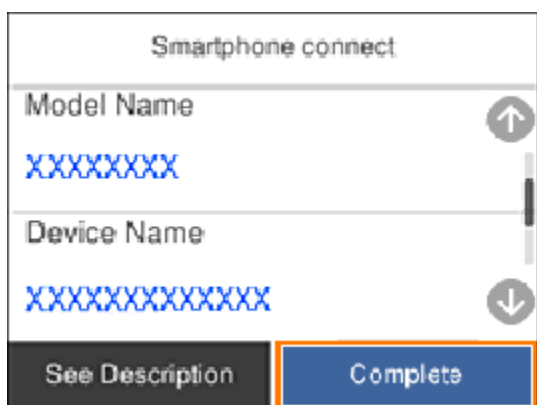 Smartphone connect
Model Name
XXXXXXXX
Device Name
XXXXXXXXXXXXX
See Description
Complete